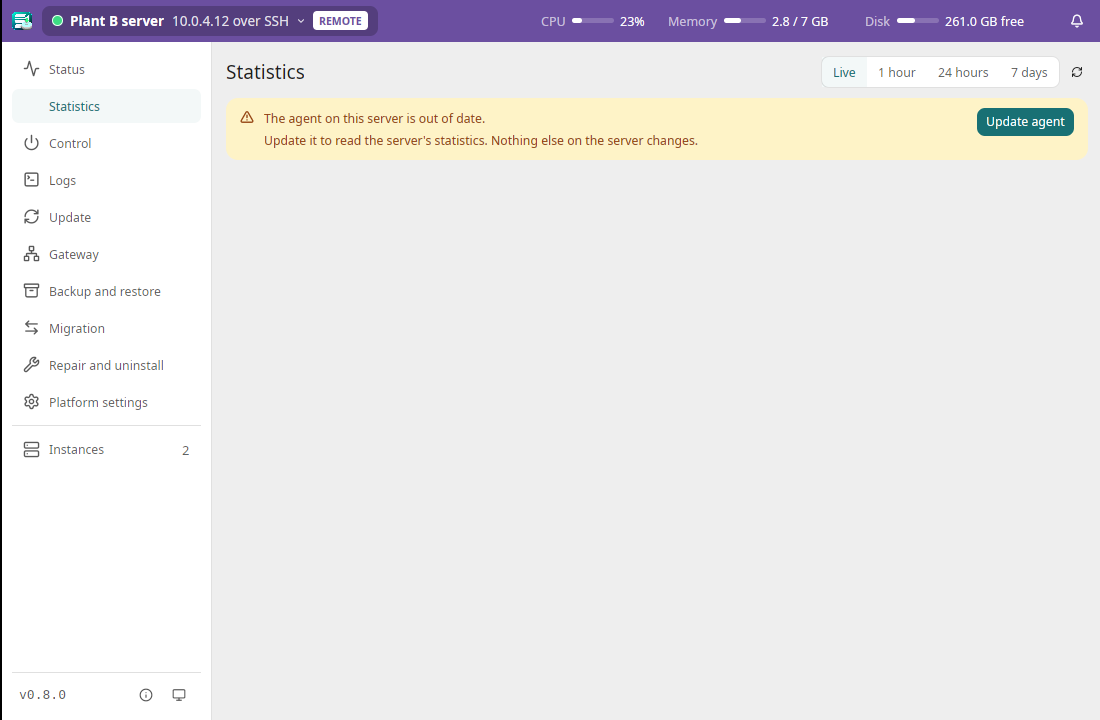 Plant B server 10.0.4.12 over SSH REMOTE CPU 23% Memory 2.8 / 7 GB Disk 261.0 GB free
Status
Statistics
Control
Logs
Update
Gateway
Backup and restore
Migration
Repair and uninstall
Platform settings
Instances 2
v0.8.0
Statistics
Live 1 hour 24 hours 7 days
The agent on this server is out of date.
Update it to read the server's statistics. Nothing else on the server changes.
Update agent